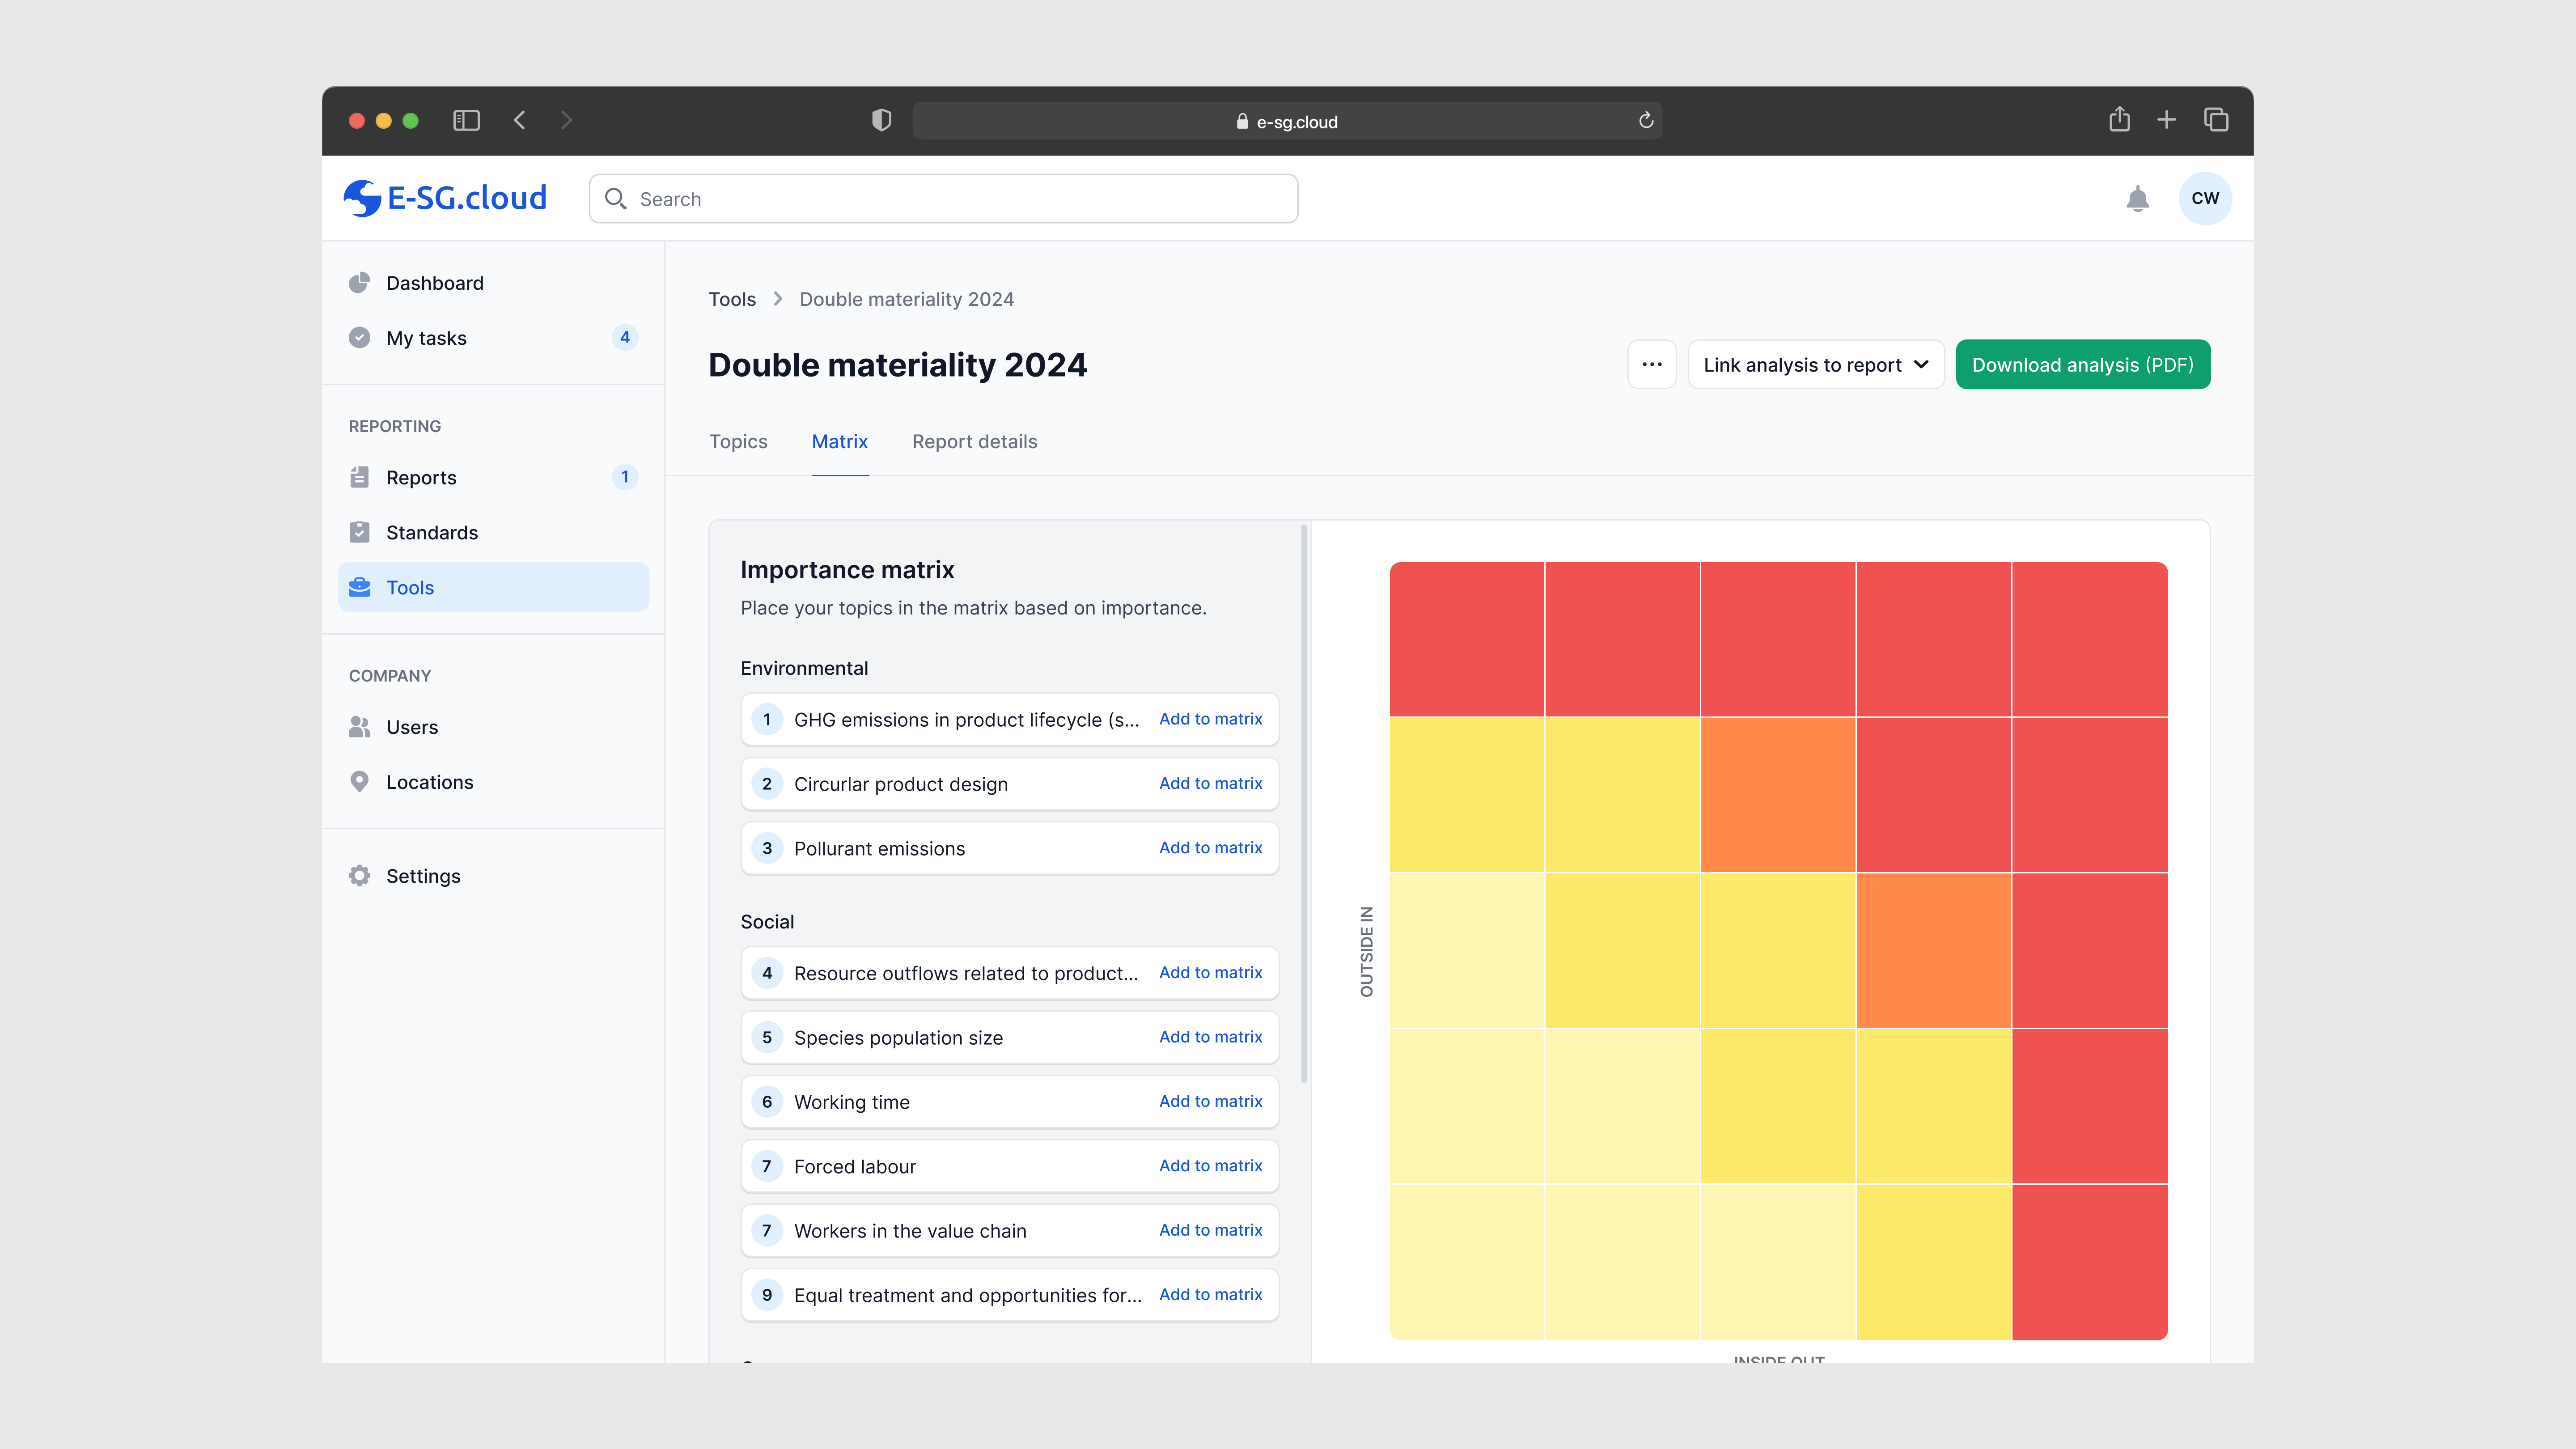 e-sg.cloud
E-SG.cloud
Search
CW
Dashboard
My tasks
4
REPORTING
Reports
1
Standards
Tools
COMPANY
Users
Locations
Settings
Tools
Double materiality 2024
Double materiality 2024
Link analysis to report
Download analysis (PDF)
Topics
Matrix
Report details
Importance matrix
Place your topics in the matrix based on importance.
Environmental
1 GHG emissions in product lifecycle (s... Add to matrix
2 Circurlar product design Add to matrix
3 Pollurant emissions Add to matrix
Social
4 Resource outflows related to product... Add to matrix
5 Species population size Add to matrix
6 Working time Add to matrix
7 Forced labour Add to matrix
7 Workers in the value chain Add to matrix
9 Equal treatment and opportunities for... Add to matrix
OUTSIDE IN
INSIDE OUT